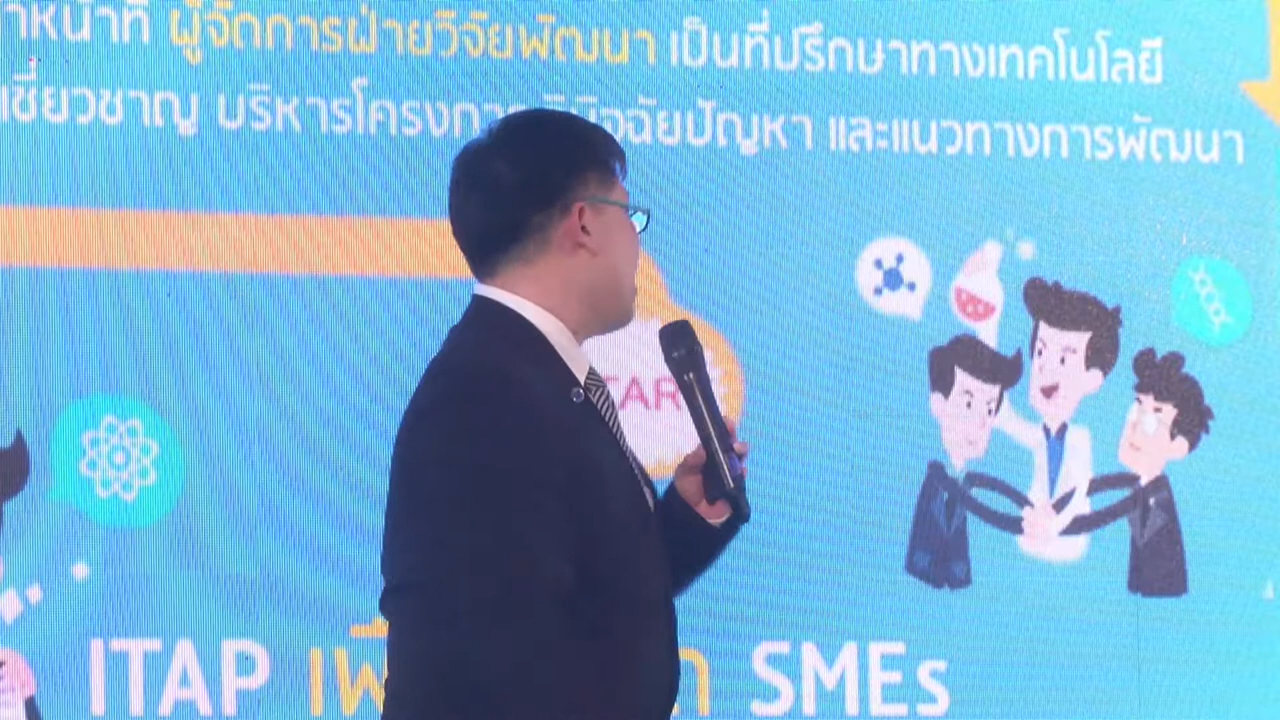 ผู้จัดการฝ่ายวิจัยพัฒนา เป็นที่ปรึกษาทางเทคโนโลยี
เชี่ยวชาญ บริหารโครงการ วินิจฉัยปัญหา และแนวทางการพัฒนา
TAR
ITAP SMEs